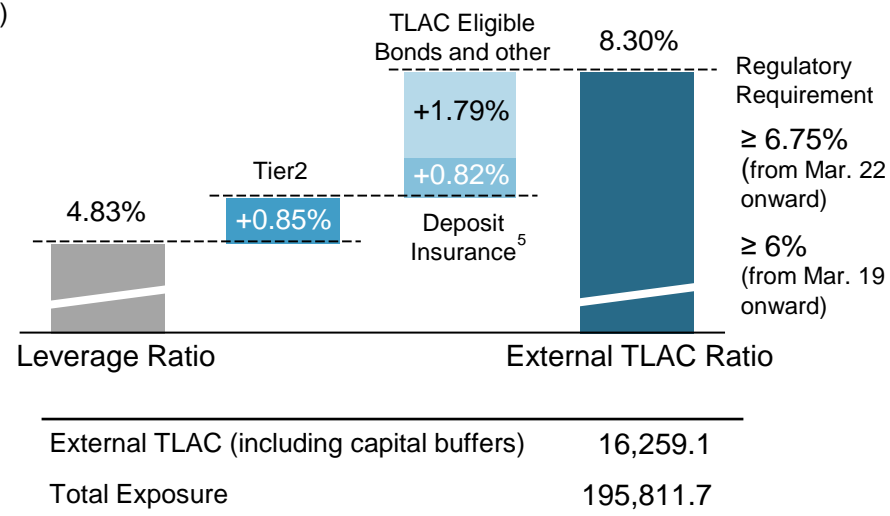 )
TLAC Eligible
Bonds and other
8.30%
Regulatory
Requirement
+1.79%
≥ 6.75%
(from Mar. 22
onward)
Tier2
+0.82%
4.83%
+0.85%
Deposit
Insurance⁵
≥ 6%
(from Mar. 19
onward)
Leverage Ratio
External TLAC Ratio
External TLAC (including capital buffers) 16,259.1
Total Exposure 195,811.7